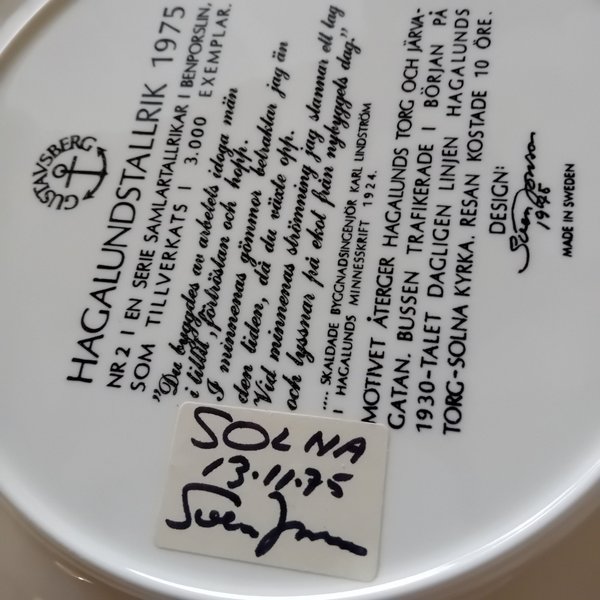 GUSTAVSBERG
HAGALUNDSTALLRIK 1975
NR 2 I EN SERIE SAMLARTALLRIKAR I BENPORSLIN,
SOM TILLVERKATS I 3.000 EXEMPLAR.
"Du byggdes av arbetets idoga män
i tillit, förtröstan och hopp.
I minnenas gömmor betraktar jag än
den tiden, då du växte opp.
Vid minnenas strömning jag stannar ett tag
och lyssnar på ekot från nybyggets dag."
.... SKALDADE BYGGNADSINGENJÖR KARL LINDSTRÖM
I HAGALUNDS MINNESSKRIFT 1924.
MOTIVET ÅTERGER HAGALUNDS TORG OCH JÄRVA-
GATAN. BUSSEN TRAFIKERADE I BÖRJAN PÅ
1930-TALET DAGLIGEN LINJEN HAGALUNDS
TORG-SOLNA KYRKA. RESAN KOSTADE 10 ÖRE.
DESIGN:
MADE IN SWEDEN
SOLNA
13.11.75